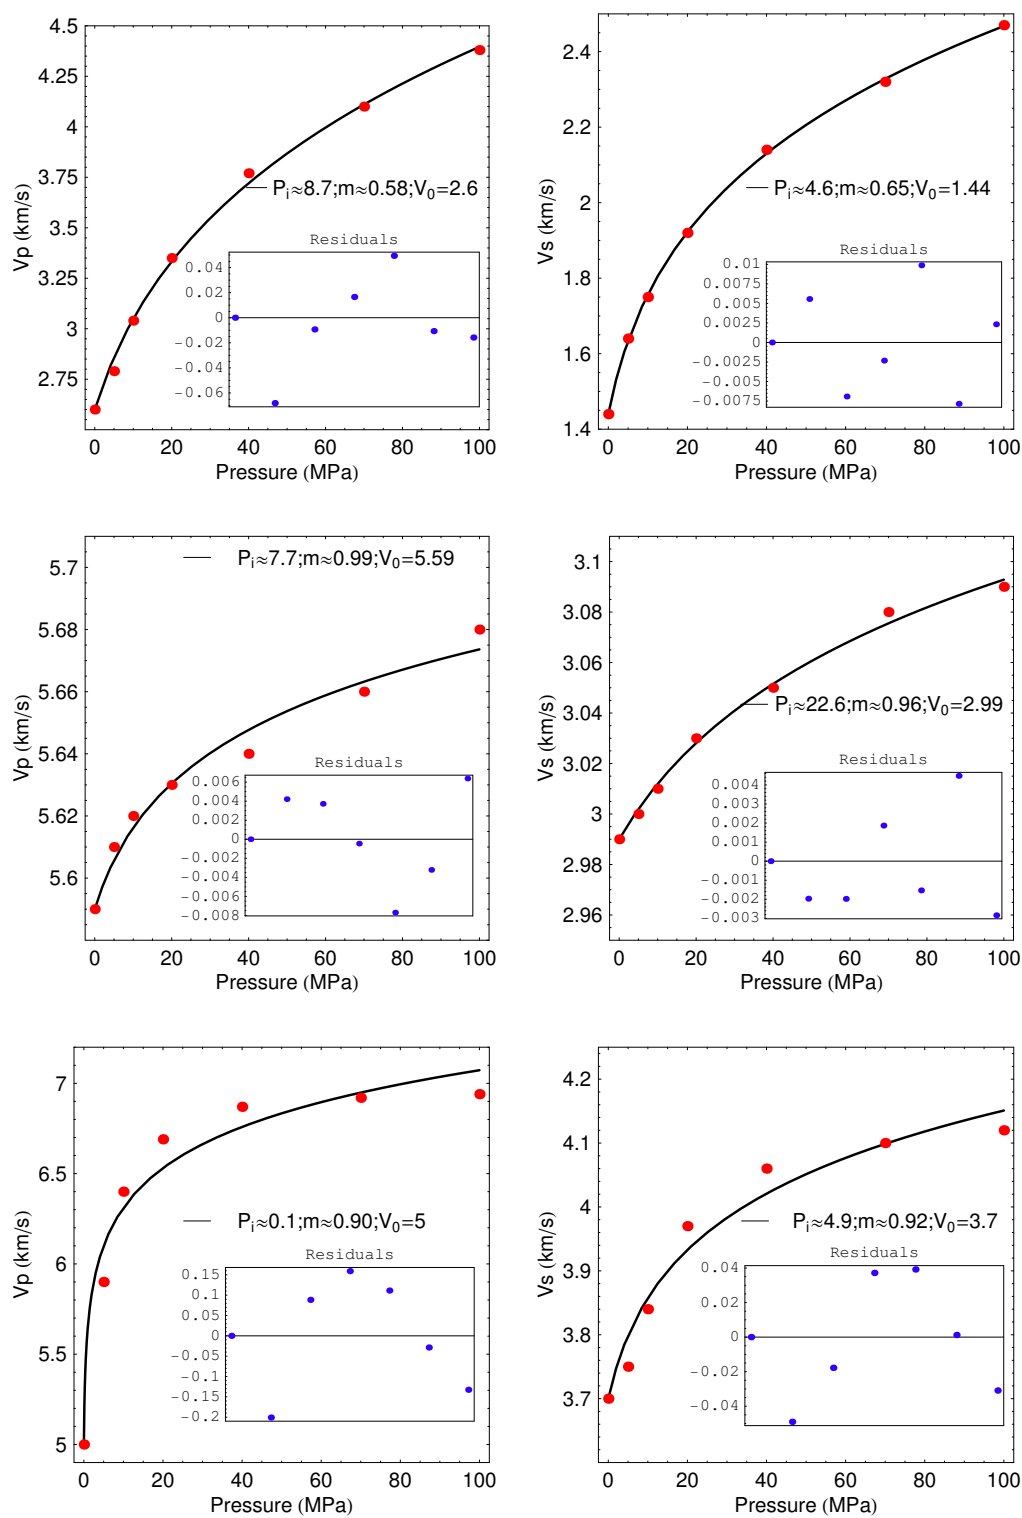 4.5
4.25
4
3.75
3.5
3.25
3
2.75
Vp (km/s)
P_i≈8.7;m≈0.58;V_0=2.6
Residuals
0.04
0.02
0
-0.02
-0.04
-0.06
0 20 40 60 80 100
Pressure (MPa)
2.4
2.2
2
1.8
1.6
1.4
Vs (km/s)
P_i≈4.6;m≈0.65;V_0=1.44
Residuals
0.01
0.0075
0.005
0.0025
0
-0.0025
-0.005
-0.0075
0 20 40 60 80 100
Pressure (MPa)
5.7
5.68
5.66
5.64
5.62
5.6
Vp (km/s)
P_i≈7.7;m≈0.99;V_0=5.59
Residuals
0.006
0.004
0.002
0
-0.002
-0.004
-0.006
-0.008
0 20 40 60 80 100
Pressure (MPa)
3.1
3.08
3.06
3.04
3.02
3
2.98
2.96
Vs (km/s)
P_i≈22.6;m≈0.96;V_0=2.99
Residuals
0.004
0.003
0.002
0.001
0
-0.001
-0.002
-0.003
0 20 40 60 80 100
Pressure (MPa)
7
6.5
6
5.5
5
Vp (km/s)
P_i≈0.1;m≈0.90;V_0=5
Residuals
0.15
0.1
0.05
0
-0.05
-0.1
-0.15
-0.2
0 20 40 60 80 100
Pressure (MPa)
4.2
4.1
4
3.9
3.8
3.7
Vs (km/s)
P_i≈4.9;m≈0.92;V_0=3.7
Residuals
0.04
0.02
0
-0.02
-0.04
0 20 40 60 80 100
Pressure (MPa)